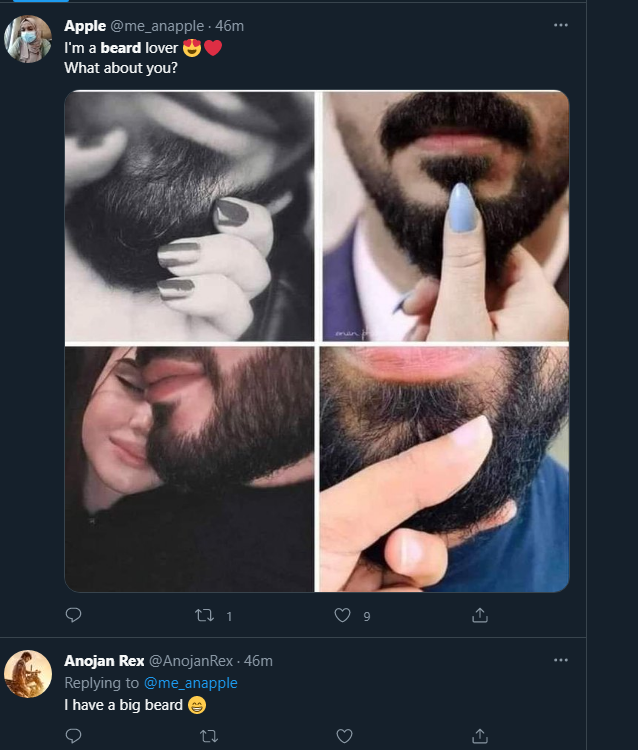 Apple @me_anapple · 46m
I'm a beard lover 😍❤️
What about you?
1
9
Anojan Rex @AnojanRex · 46m
Replying to @me_anapple
I have a big beard 😁